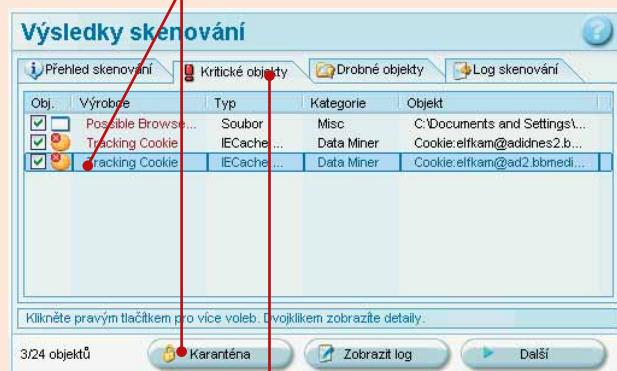 Výsledky skenování
Přehled skenování Kritické objekty Drobné objekty Log skenování
Obj. Výrobce Typ Kategorie Objekt
Possible Browse... Soubor Misc C:\Documents and Settings\...
Tracking Cookie IECache ... Data Miner Cookie:elfkam@adidnes2.b...
Tracking Cookie IECache ... Data Miner Cookie:elfkam@ad2.bbmedi...
Klikněte pravým tlačítkem pro více voleb. Dvojklikem zobrazíte detaily.
3/24 objektů Karanténa Zobrazit log Další